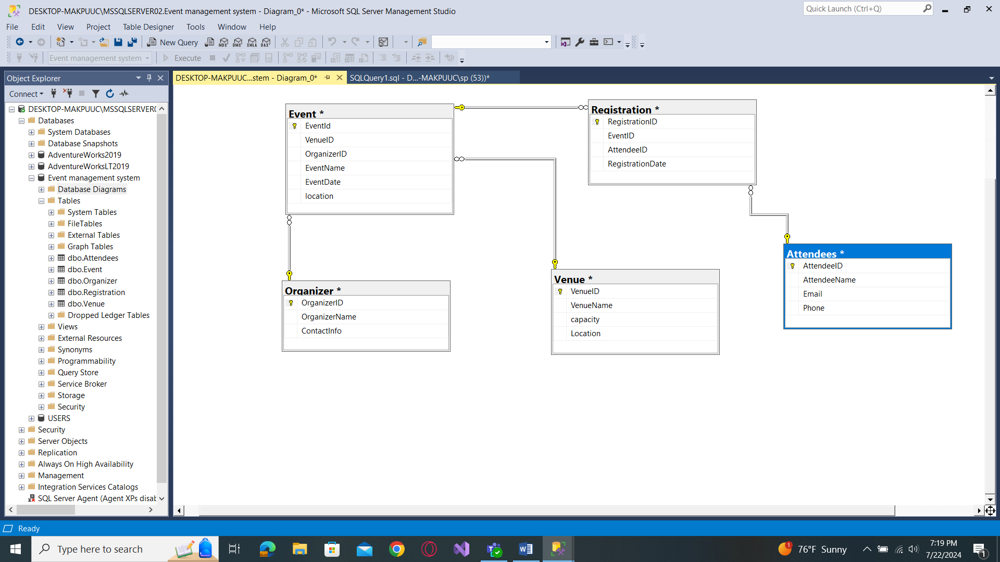 DESKTOP-MAKPUUC\MSSQLSERVER02.Event management system - Diagram_0* - Microsoft SQL Server Management Studio
Quick Launch (Ctrl+Q)
File Edit View Project Table Designer Tools Window Help
New Query MDX DMX XMLA DAX
Event management system Execute
Object Explorer
DESKTOP-MAKPUUC...stem - Diagram_0*
SQLQuery1.sql - D...-MAKPUUC\sp (53))*
Connect
DESKTOP-MAKPUUC\MSSQLSERVER0
Databases
System Databases
Database Snapshots
AdventureWorks2019
AdventureWorksLT2019
Event management system
Database Diagrams
Tables
System Tables
FileTables
External Tables
Graph Tables
dbo.Attendees
dbo.Event
dbo.Organizer
dbo.Registration
dbo.Venue
Dropped Ledger Tables
Views
External Resources
Synonyms
Programmability
Query Store
Service Broker
Storage
Security
USERS
Security
Server Objects
Replication
Always On High Availability
Management
Integration Services Catalogs
SQL Server Agent (Agent XPs disab
Event *
EventId
VenueID
OrganizerID
EventName
EventDate
location
Registration *
RegistrationID
EventID
AttendeeID
RegistrationDate
Organizer *
OrganizerID
OrganizerName
ContactInfo
Venue *
VenueID
VenueName
capacity
Location
Attendees *
AttendeeID
AttendeeName
Email
Phone
Ready
Type here to search
1
76°F Sunny
7:19 PM
7/22/2024
1